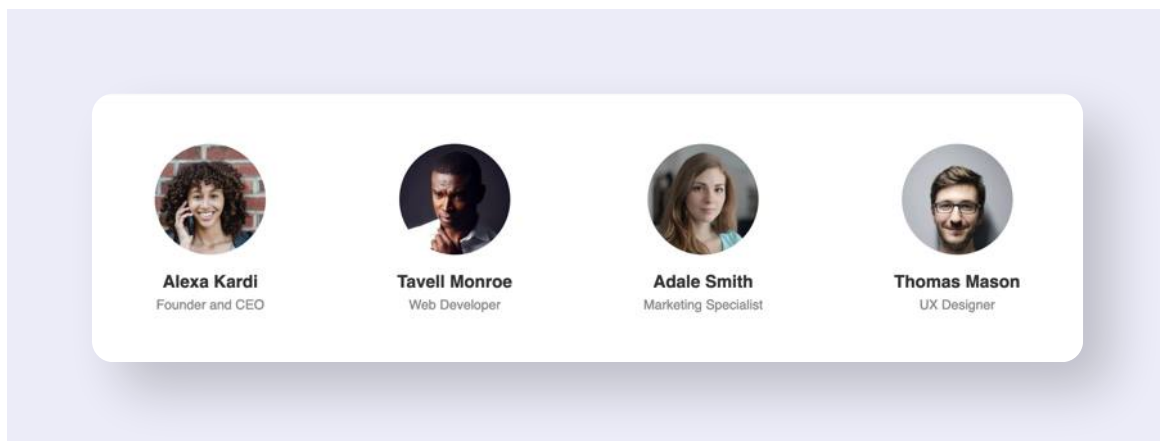 Alexa Kardi
Founder and CEO
Tavell Monroe
Web Developer
Adale Smith
Marketing Specialist
Thomas Mason
UX Designer